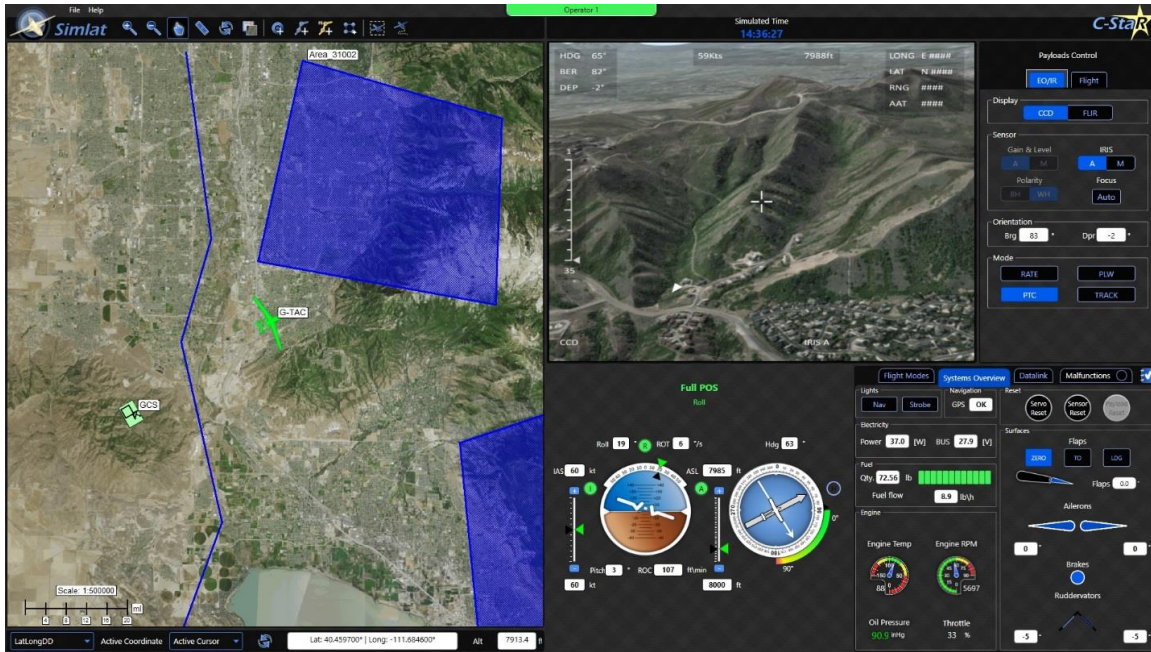 File Help
Operator 1
Simlat
Simulated Time
14:36:27
C-StaR
Area_31002
G-TAC
GCS
Scale: 1:500000
4 8 12 16 20 ml
LatLongDD Active Coordinate Active Cursor Lat: 40.459700° | Long: -111.684600° Alt 7913.4 ft
HDG 65° 59Kts 7988ft LONG E ####
BER 82° LAT N ####
DEP -2° RNG ####
AAT ####
1
35
CCD IRIS A
Payloads Control
EO/IR Flight
Display
CCD FLIR
Sensor
Gain & Level IRIS
A M A M
Polarity Focus
BH WH Auto
Orientation
Brg 83 ° Dpr -2 °
Mode
RATE PLW
PTC TRACK
Full POS
Roll
Roll 19 ° R ROT 6 °/s Hdg 63 °
IAS 60 kt ASL 7985 ft
I A
0°
90°
Pitch 3 ° ROC 107 ft\min
60 kt 8000 ft
Flight Modes Systems Overview Datalink Malfunctions
Lights Navigation Reset
Nav Strobe GPS OK Servo Reset Sensor Reset
Electricity
Power 37.0 [W] BUS 27.9 [V]
Fuel
Qty. 72.56 lb
Fuel flow 8.9 lb\h
Engine
Engine Temp Engine RPM
88 5697
Oil Pressure Throttle
90.9 inHg 33 %
Surfaces
Flaps
ZERO TO LDG
Flaps 0.0 °
Ailerons
0 ° 0 °
Brakes
Ruddervators
-5 ° -5 °